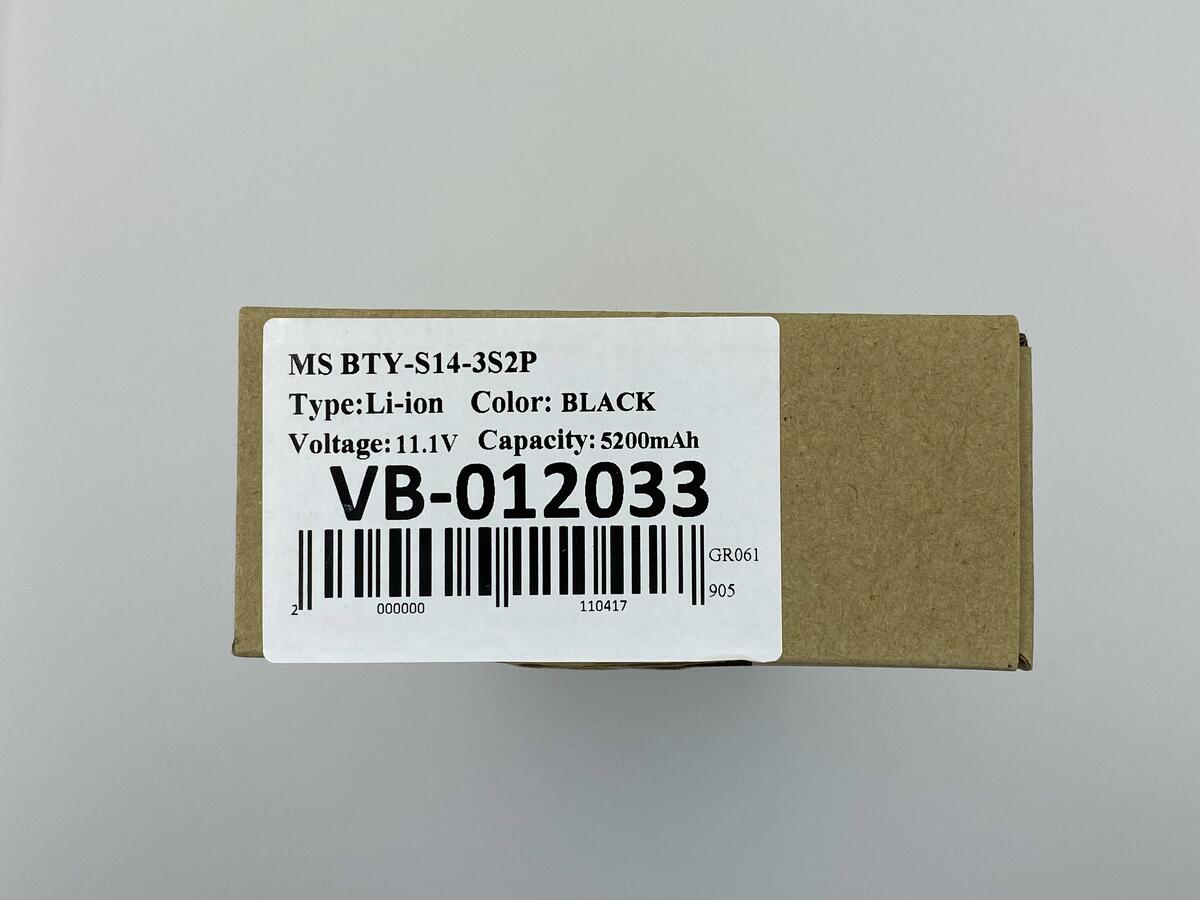 MS BTY-S14-3S2P
Type:Li-ion Color: BLACK
Voltage: 11.1V Capacity: 5200mAh
VB-012033
GR061
905
2 000000 110417